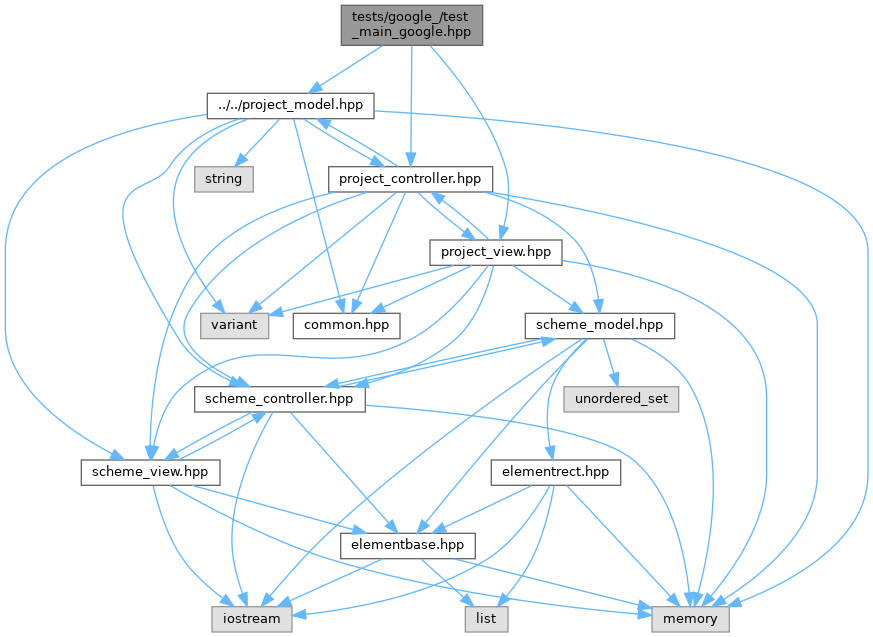 tests/google_/test
_main_google.hpp
../../project_model.hpp
string
project_controller.hpp
project_view.hpp
variant
common.hpp
scheme_model.hpp
scheme_controller.hpp
unordered_set
scheme_view.hpp
elementrect.hpp
elementbase.hpp
iostream
list
memory